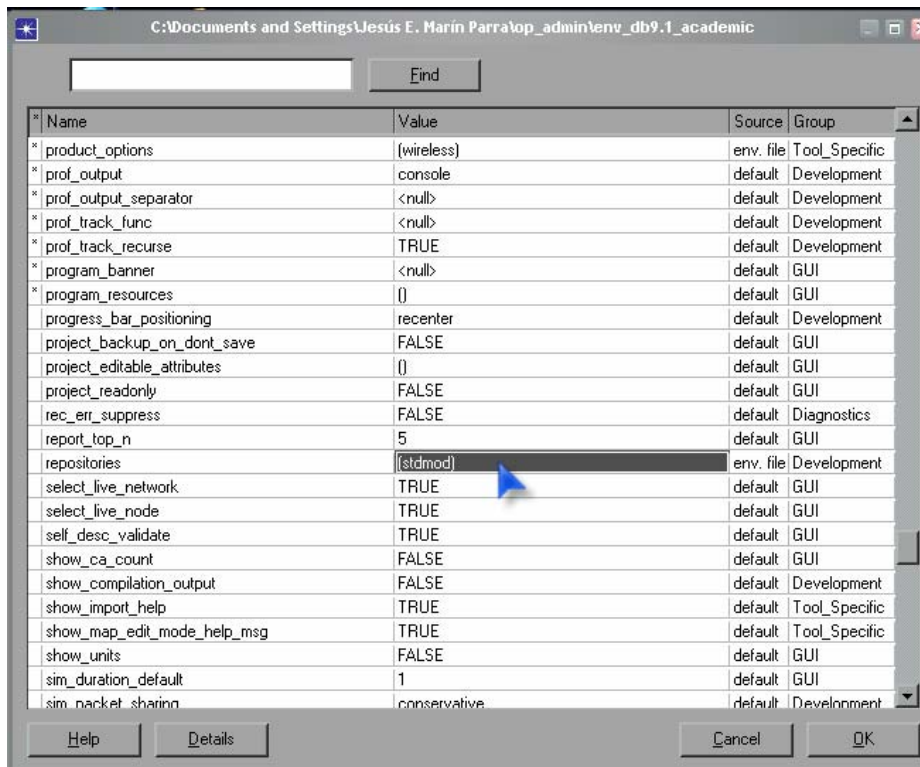 C:\Documents and Settings\Jesús E. Marín Parra\op_admin\env_db9.1_academic
Find
* Name Value Source Group
* product_options (wireless) env. file Tool_Specific
* prof_output console default Development
* prof_output_separator <null> default Development
* prof_track_func <null> default Development
* prof_track_recurse TRUE default Development
* program_banner <null> default GUI
* program_resources () default GUI
progress_bar_positioning recenter default Development
project_backup_on_dont_save FALSE default GUI
project_editable_attributes () default GUI
project_readonly FALSE default GUI
rec_err_suppress FALSE default Diagnostics
report_top_n 5 default GUI
repositories (stdmod) env. file Development
select_live_network TRUE default GUI
select_live_node TRUE default GUI
self_desc_validate TRUE default GUI
show_ca_count FALSE default GUI
show_compilation_output FALSE default Development
show_import_help TRUE default Tool_Specific
show_map_edit_mode_help_msg TRUE default Tool_Specific
show_units FALSE default GUI
sim_duration_default 1 default GUI
sim_packet_sharing conservative default Development
Help Details Cancel OK